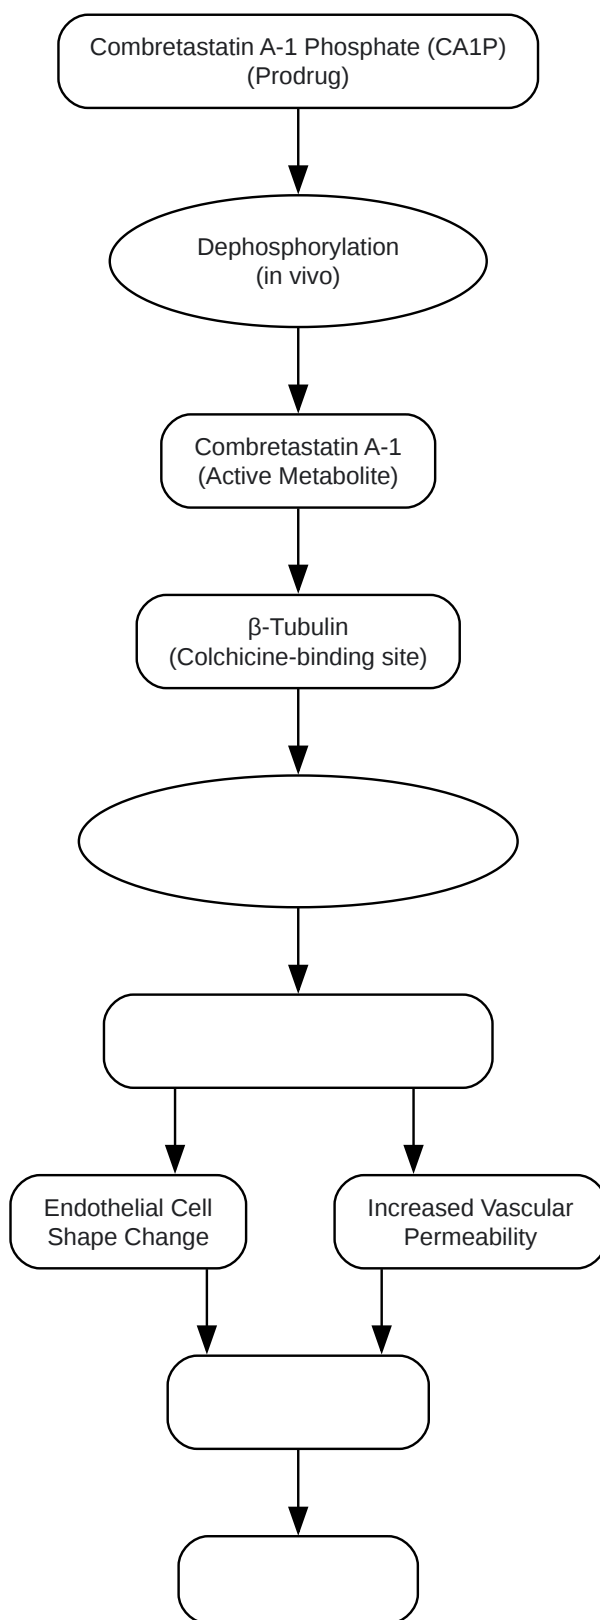 Combretastatin A-1 Phosphate (CA1P)
(Prodrug)
Dephosphorylation
(in vivo)
Combretastatin A-1
(Active Metabolite)
β-Tubulin
(Colchicine-binding site)
Endothelial Cell
Shape Change
Increased Vascular
Permeability